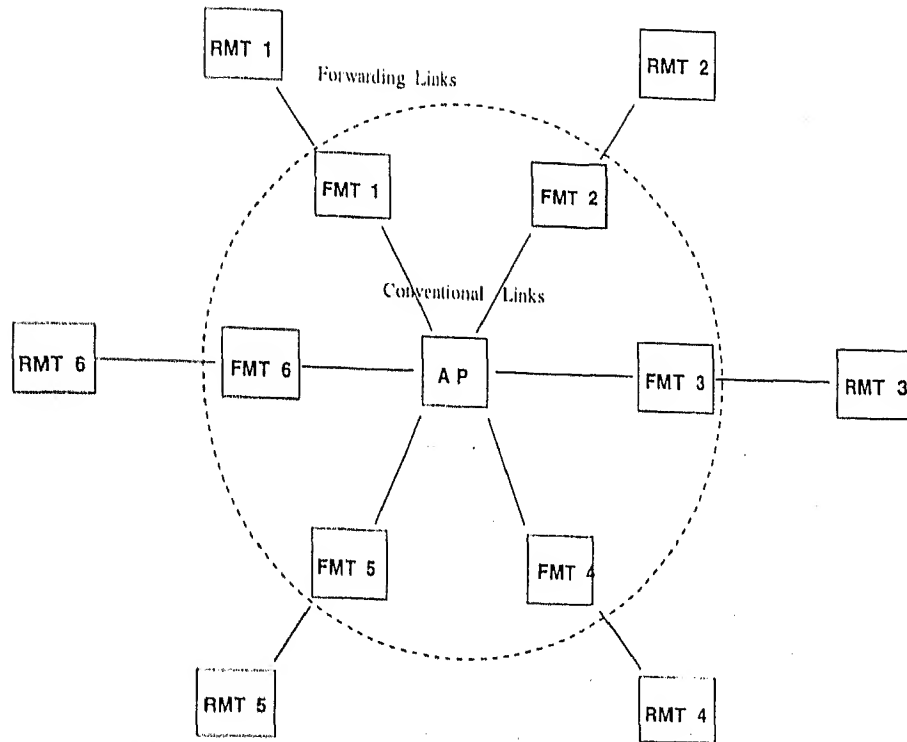 RMT 1
Forwarding Links
RMT 2
FMT 1
FMT 2
Conventional Links
RMT 6
FMT 6
A P
FMT 3
RMT 3
FMT 5
FMT 4
RMT 5
RMT 4